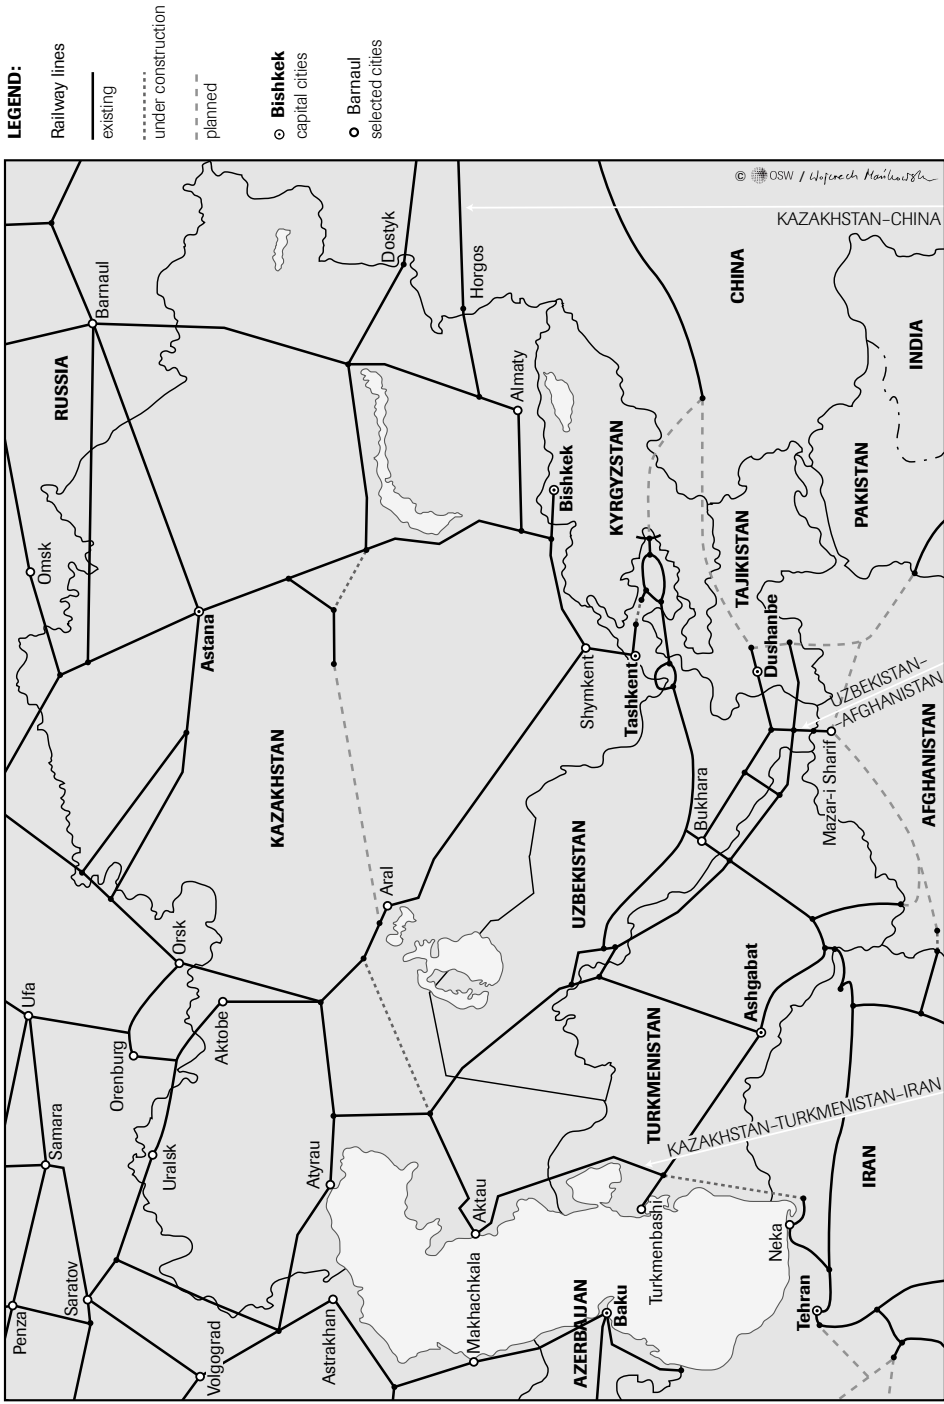 LEGEND:
Railway lines
existing
under construction
planned
Bishkek
capital cities
Barnaul
selected cities
Penza
Saratov
Samara
Ufa
Volgograd
Uralsk
Orenburg
Orsk
Omsk
RUSSIA
Barnaul
Astrakhan
Atyrau
Aktobe
Astana
KAZAKHSTAN
Aral
Dostyk
Makhachkala
Aktau
Horgos
Almaty
AZERBAIJAN
Baku
Turkmenbashi
TURKMENISTAN
UZBEKISTAN
Shymkent
Tashkent
Bishkek
KYRGYZSTAN
Bukhara
Ashgabat
Neka
Tehran
IRAN
TAJIKISTAN
Dushanbe
CHINA
Mazar-i Sharif
PAKISTAN
INDIA
AFGHANISTAN
KAZAKHSTAN–TURKMENISTAN–IRAN
UZBEKISTAN–
–AFGHANISTAN
KAZAKHSTAN–CHINA
© OSW / Wojciech Mańkowski